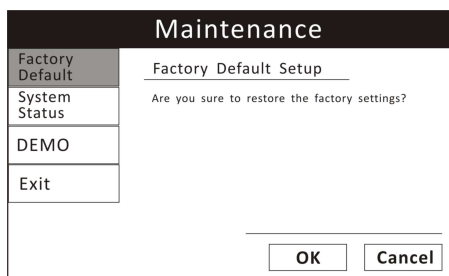 Maintenance
Factory
Default
System
Status
DEMO
Exit
Factory Default Setup
Are you sure to restore the factory settings?
OK
Cancel